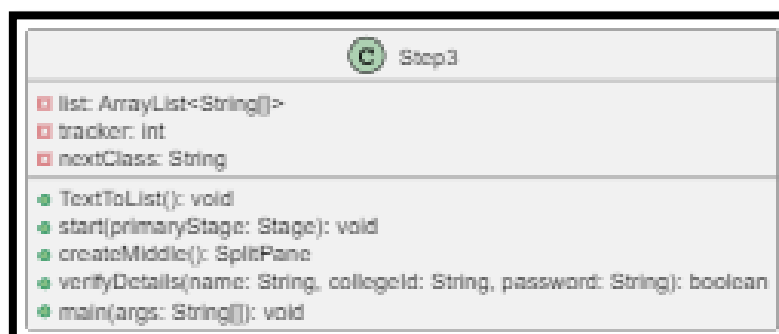 C Step3
list: ArrayList<String[]>
tracker: int
nextClass: String
TextToList(): void
start(primaryStage: Stage): void
createMiddle(): SplitPane
verifyDetails(name: String, collegeId: String, password: String): boolean
main(args: String[]): void